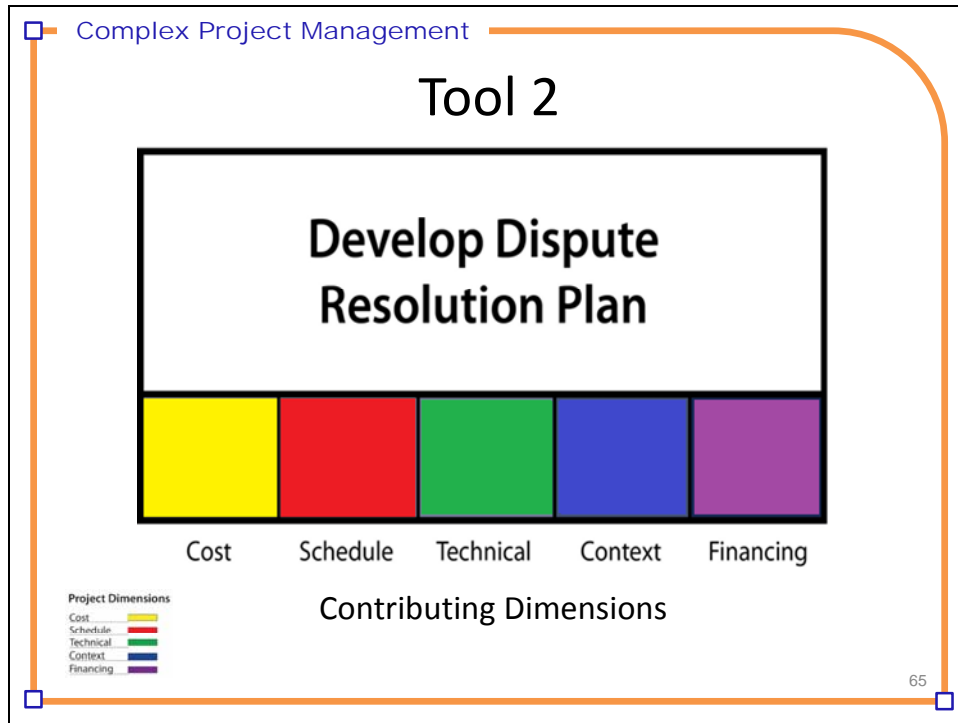 Complex Project Management
Tool 2
Develop Dispute
Resolution Plan
Cost Schedule Technical Context Financing
Contributing Dimensions
Project Dimensions
Cost
Schedule
Technical
Context
Financing
65